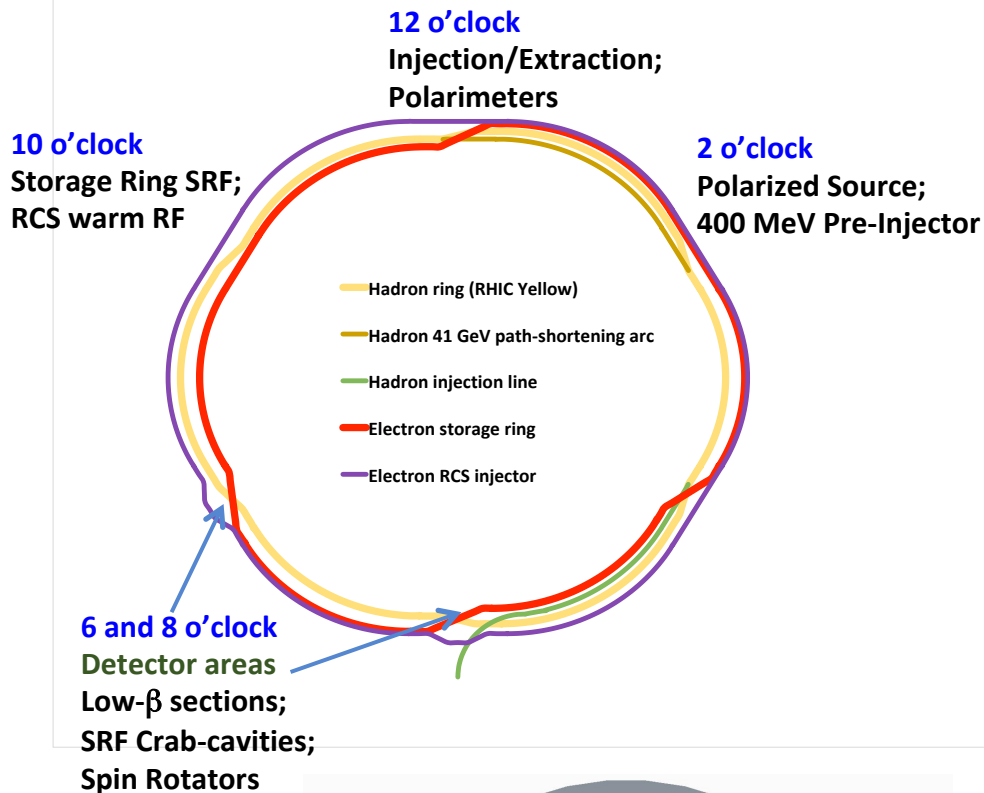 12 o’clock
Injection/Extraction;
Polarimeters
10 o’clock
Storage Ring SRF;
RCS warm RF
2 o’clock
Polarized Source;
400 MeV Pre-Injector
Hadron ring (RHIC Yellow)
Hadron 41 GeV path-shortening arc
Hadron injection line
Electron storage ring
Electron RCS injector
6 and 8 o’clock
Detector areas
Low-β sections;
SRF Crab-cavities;
Spin Rotators